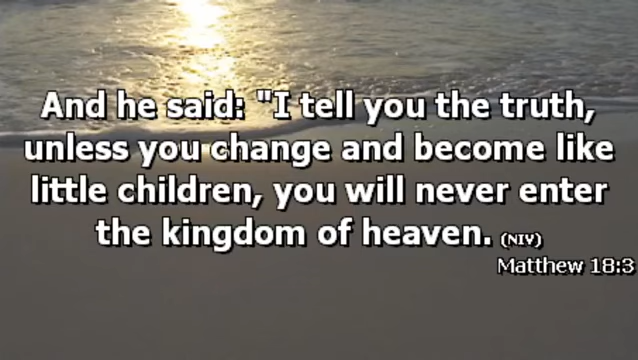 And he said: "I tell you the truth,
unless you change and become like
little children, you will never enter
the kingdom of heaven. (NIV)
Matthew 18:3